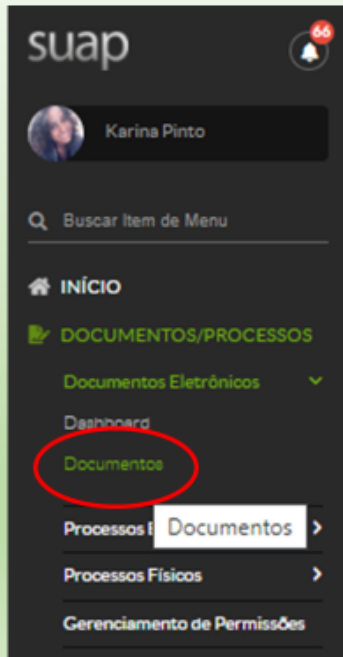 suap
66
Karina Pinto
Buscar Item de Menu
INÍCIO
DOCUMENTOS/PROCESSOS
Documentos Eletrônicos
Dashboard
Documentos
Processos
Documentos
Processos Físicos
Gerenciamento de Permissões